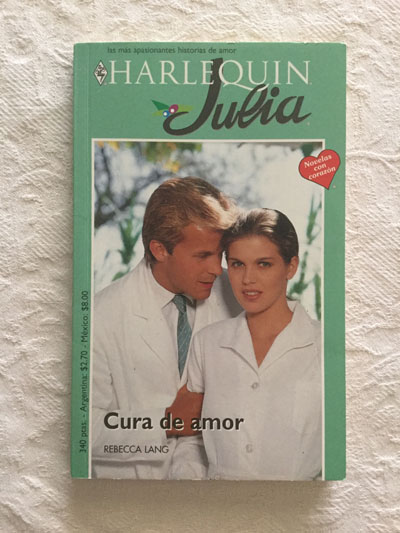 las más apasionantes historias de amor
HARLEQUIN
Julia
Novelas
con
corazón
340 ptas. - Argentina: $2.70 - México: $8.00
Cura de amor
REBECCA LANG